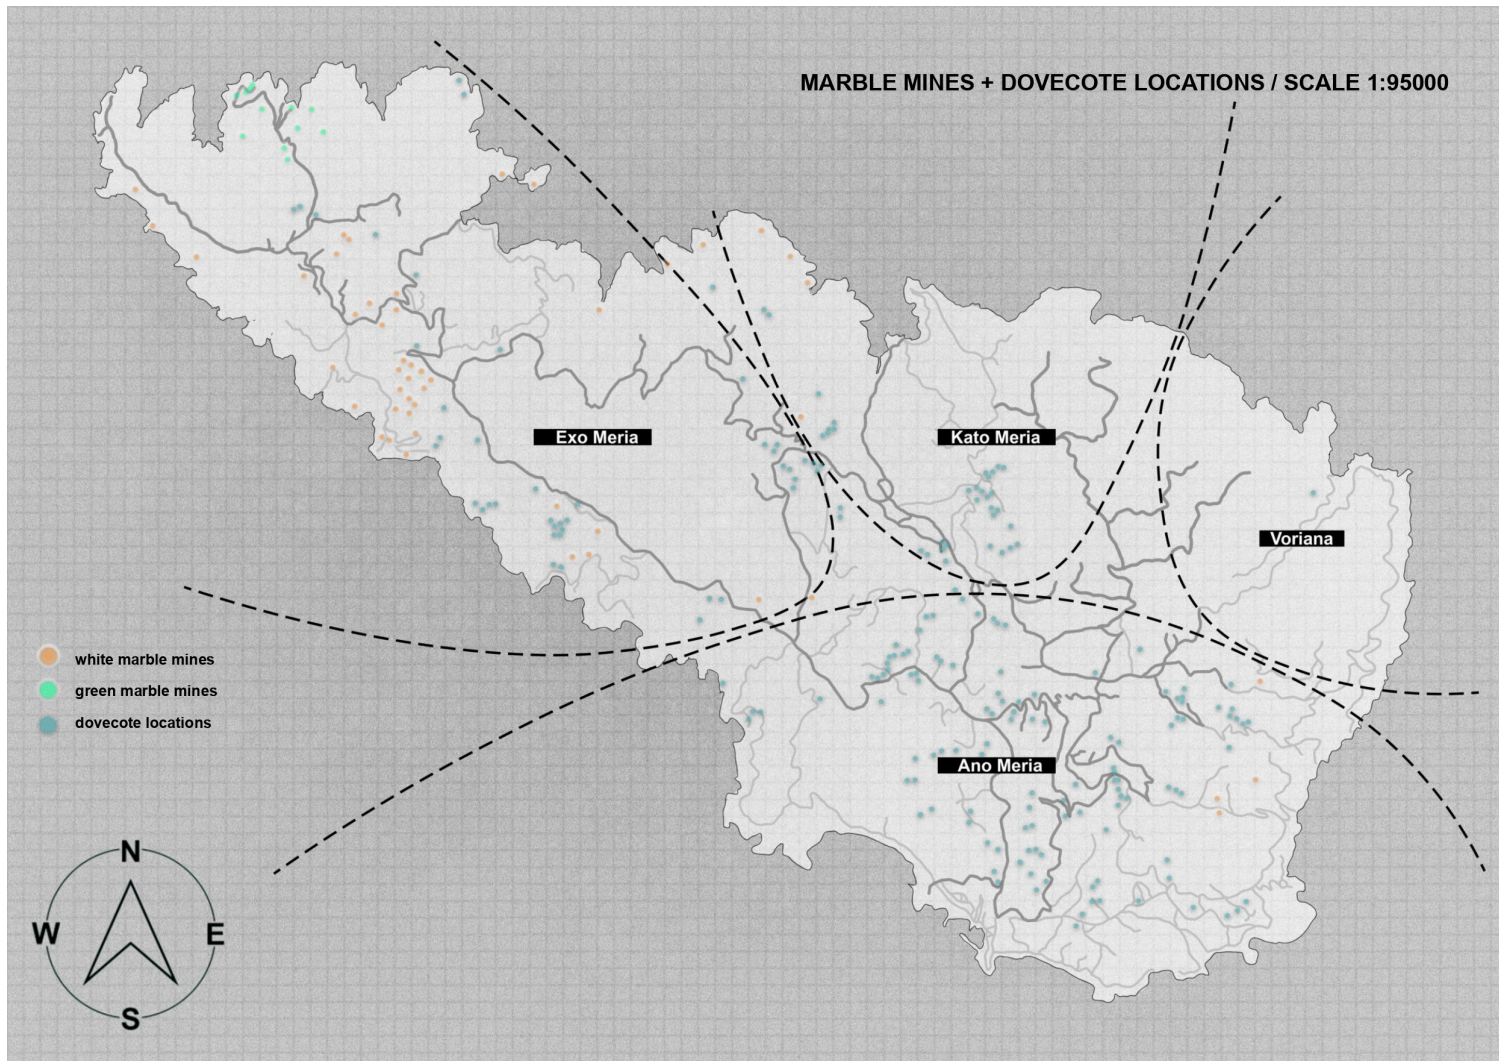 MARBLE MINES + DOVECOTE LOCATIONS / SCALE 1:95000
Exo Meria
Kato Meria
Voriana
white marble mines
green marble mines
dovecote locations
Ano Meria
N
W
E
S